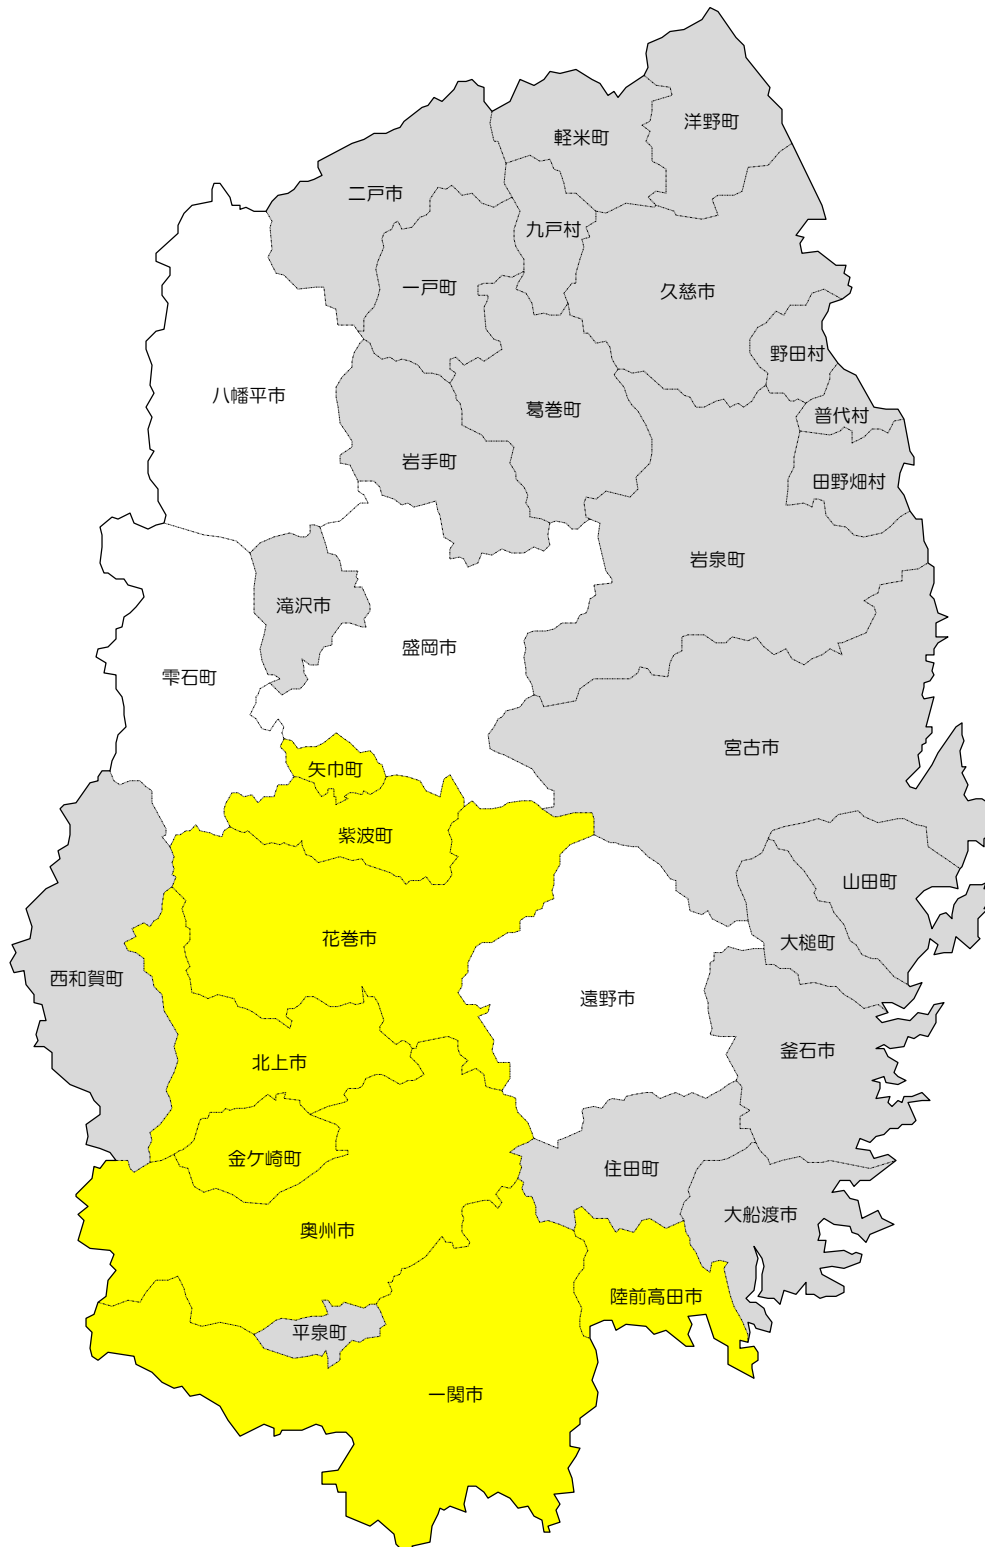 洋野町
軽米町
二戸市
九戸村
一戸町
久慈市
野田村
八幡平市
葛巻町
普代村
岩手町
田野畑村
岩泉町
滝沢市
盛岡市
雫石町
宮古市
矢巾町
紫波町
山田町
花巻市
大槌町
西和賀町
遠野市
釜石市
北上市
金ケ崎町
住田町
大船渡市
奥州市
陸前高田市
平泉町
一関市